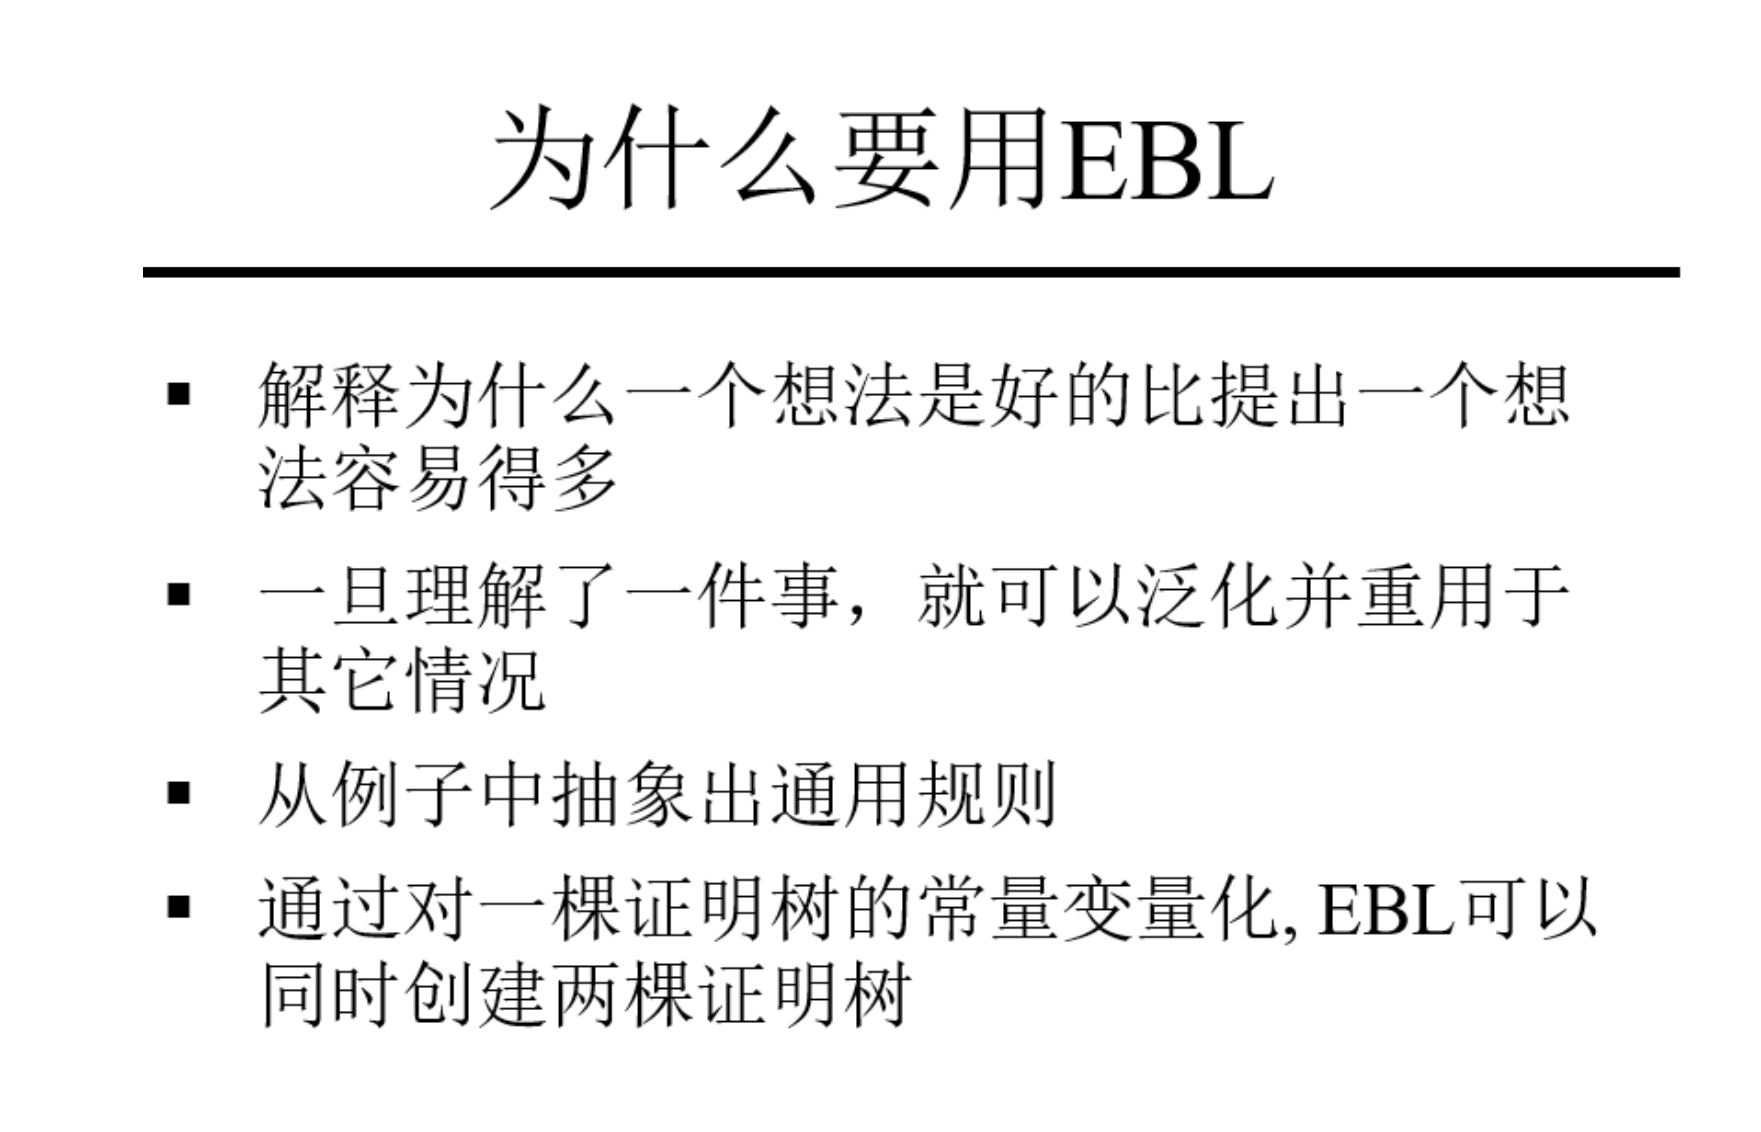 为什么要用EBL
▪ 解释为什么一个想法是好的比提出一个想
法容易得多
▪ 一旦理解了一件事，就可以泛化并重用于
其它情况
▪ 从例子中抽象出通用规则
▪ 通过对一棵证明树的常量变量化, EBL可以
同时创建两棵证明树